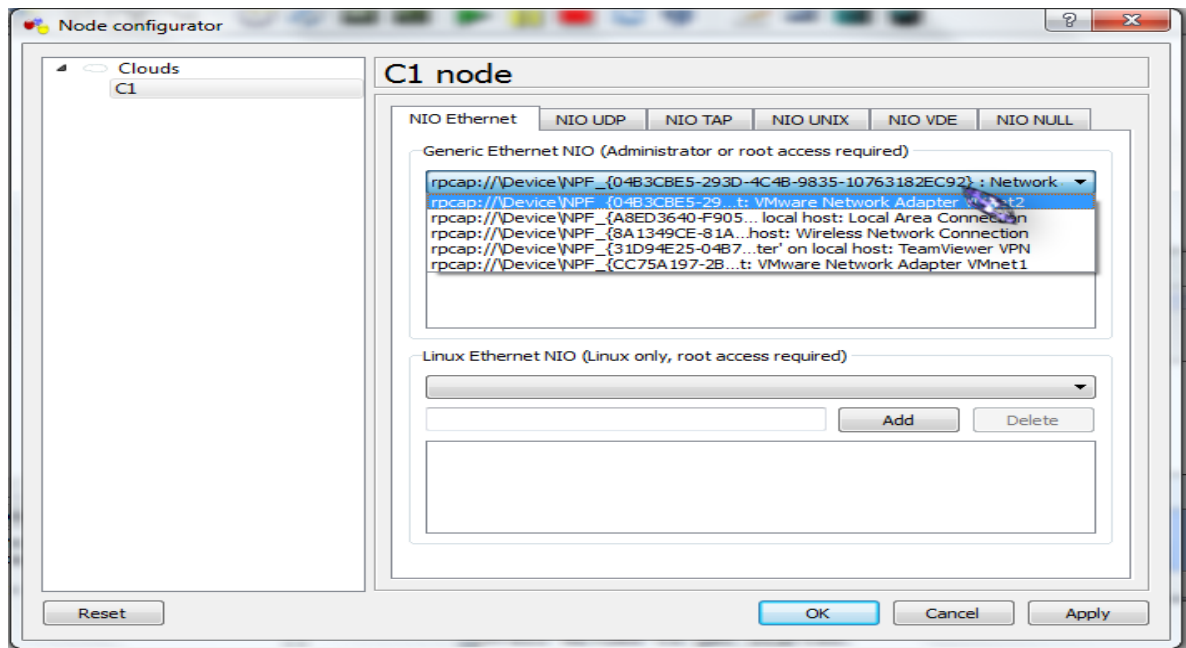 Node configurator
Clouds
C1
C1 node
NIO Ethernet NIO UDP NIO TAP NIO UNIX NIO VDE NIO NULL
Generic Ethernet NIO (Administrator or root access required)
rpcap://\Device\NPF_{04B3CBE5-293D-4C4B-9835-10763182EC92} : Network
rpcap://\Device\NPF_{04B3CBE5-29...t: VMware Network Adapter
rpcap://\Device\NPF_{A8ED3640-F905... local host: Local Area Connection
rpcap://\Device\NPF_{8A1349CE-81A...host: Wireless Network Connection
rpcap://\Device\NPF_{31D94E25-04B7...ter' on local host: TeamViewer VPN
rpcap://\Device\NPF_{CC75A197-2B...t: VMware Network Adapter VMnet1
Linux Ethernet NIO (Linux only, root access required)
Add Delete
Reset OK Cancel Apply